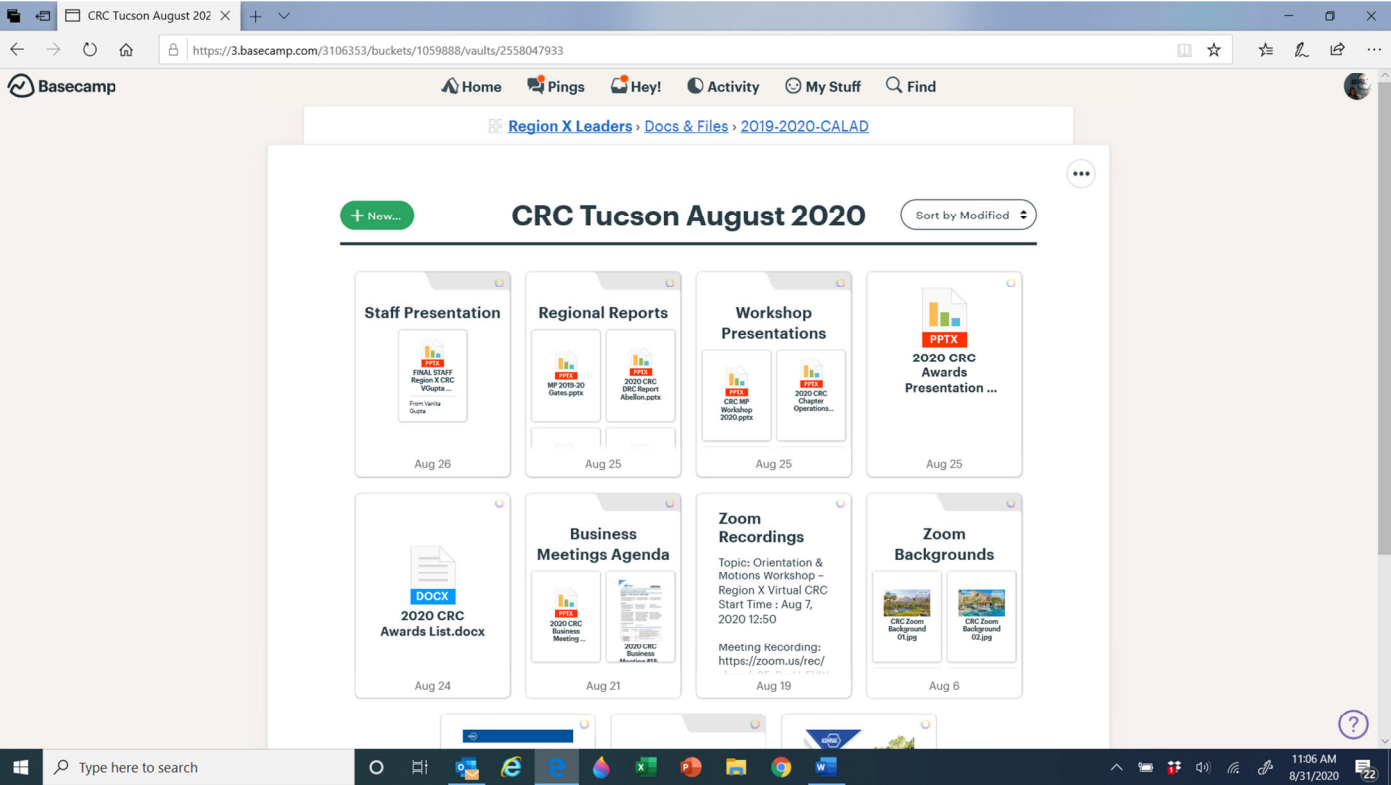 CRC Tucson August 202
https://3.basecamp.com/3106353/buckets/1059888/vaults/2558047933
Basecamp
Home
Pings
Hey!
Activity
My Stuff
Find
Region X Leaders › Docs & Files › 2019-2020-CALAD
+ New...
CRC Tucson August 2020
Sort by Modified
Staff Presentation
PPTX
FINAL STAFF
Region X CRC
VGupta ...
From Vanita
Gupta
Aug 26
Regional Reports
PPTX
MP 2019-20
Gates.pptx
PPTX
2020 CRC
DRC Report
Abellon.pptx
Aug 25
Workshop
Presentations
PPTX
CRC MP
Workshop
2020.pptx
PPTX
2020 CRC
Chapter
Operations...
Aug 25
PPTX
2020 CRC
Awards
Presentation ...
Aug 25
DOCX
2020 CRC
Awards List.docx
Aug 24
Business
Meetings Agenda
PPTX
2020 CRC
Business
Meeting ...
2020 CRC
Business
Aug 21
Zoom
Recordings
Topic: Orientation &
Motions Workshop –
Region X Virtual CRC
Start Time : Aug 7,
2020 12:50
Meeting Recording:
https://zoom.us/rec/
Aug 19
Zoom
Backgrounds
CRC Zoom
Background
01.jpg
CRC Zoom
Background
02.jpg
Aug 6
ASHRAE
?
Type here to search
11:06 AM
8/31/2020
22